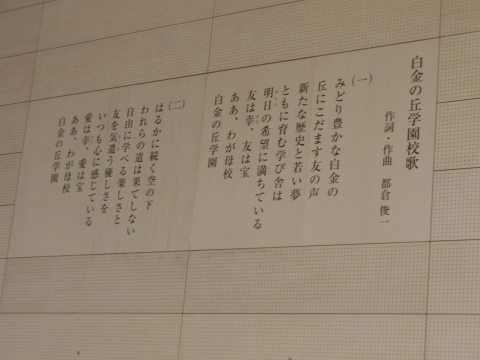 白金の丘学園校歌
作詞・作曲 都倉俊一
(一)
みどり豊かな白金の
丘にこだます友の声
新たな歴史と若い夢
ともに育む学び舎は
明日の希望に満ちている
友は幸、友は宝
ああ、わが母校
白金の丘学園
(二)
はるかに続く空の下
われらの道は果てしない
自由に学べる楽しさと
友を気遣う優しさを
いつも心に感じている
愛は幸、愛は宝
ああ、わが母校
白金の丘学園